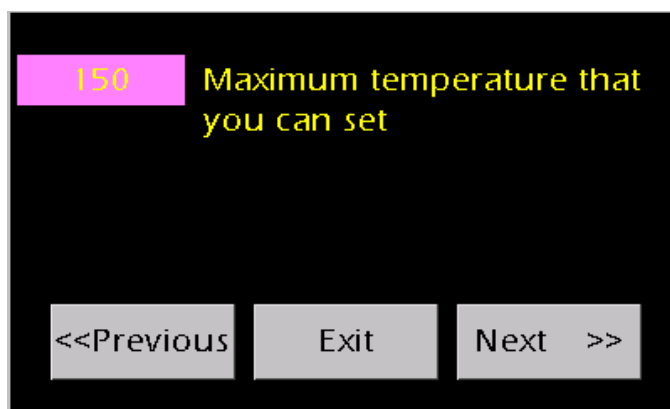 150 Maximum temperature that
you can set
<<Previous Exit Next >>